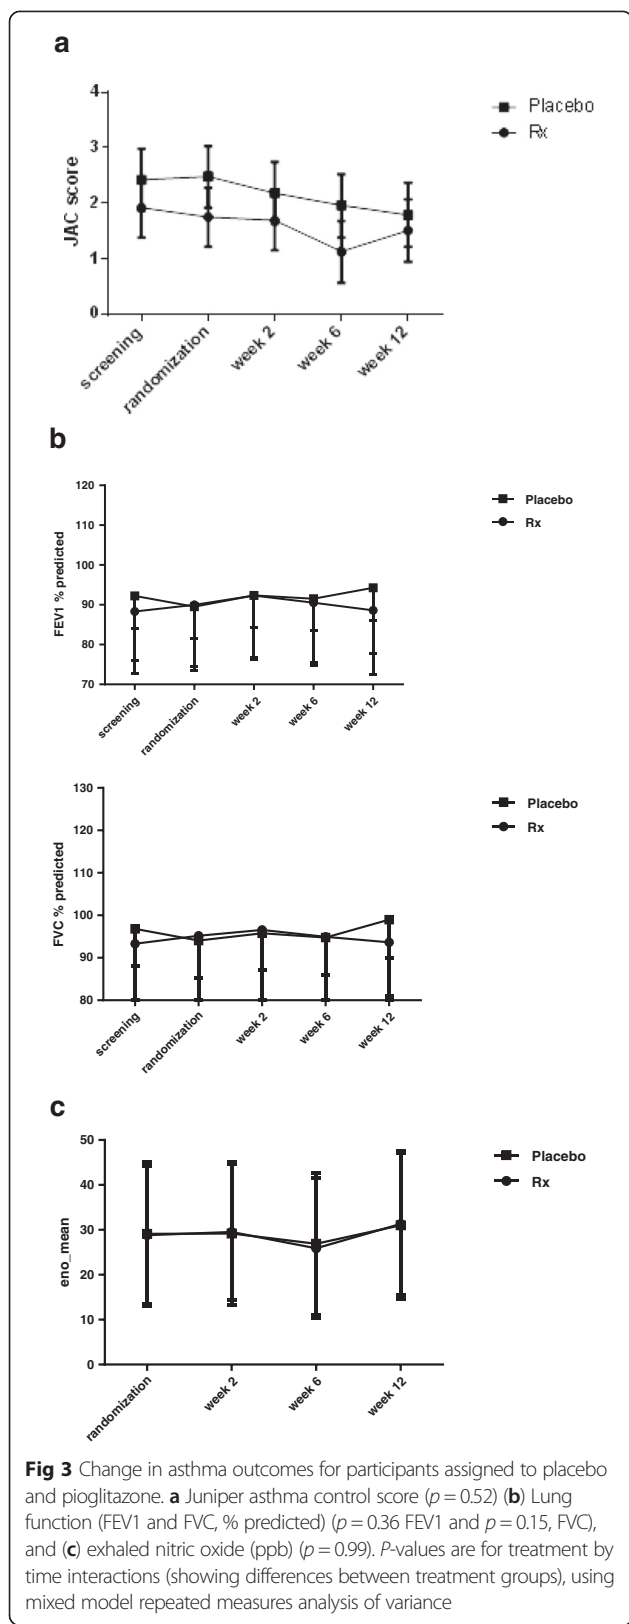 a
4
3
2
1
0
JAC score
screening
randomization
week 2
week 6
week 12
Placebo
Rx
b
120
110
100
90
80
70
FEV1 % predicted
screening
randomization
week 2
week 6
week 12
Placebo
Rx
130
120
110
100
90
80
FVC % predicted
screening
randomization
week 2
week 6
week 12
Placebo
Rx
c
50
40
30
20
10
0
eno_mean
randomization
week 2
week 6
week 12
Placebo
Rx
Fig 3 Change in asthma outcomes for participants assigned to placebo
and pioglitazone. a Juniper asthma control score (p = 0.52) (b) Lung
function (FEV1 and FVC, % predicted) (p = 0.36 FEV1 and p = 0.15, FVC),
and (c) exhaled nitric oxide (ppb) (p = 0.99). P-values are for treatment by
time interactions (showing differences between treatment groups), using
mixed model repeated measures analysis of variance